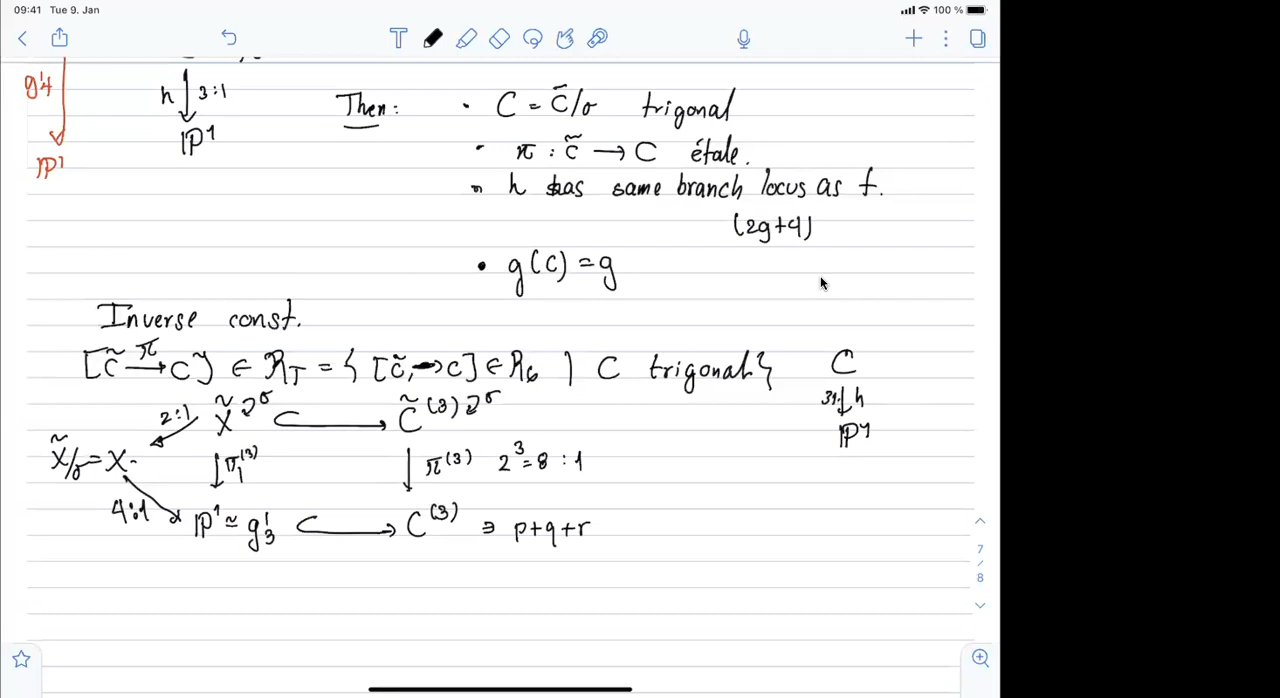 09:41 Tue 9. Jan
100 %
g¹4
h ↓ 3:1
ℙ¹
ℙ¹
Then: · C = C̃/σ trigonal
· π : C̃ → C étale.
· h has same branch locus as f.
(2g+4)
· g(C) = g
Inverse const.
[C̃ →π C] ∈ ℛ_T = { [C̃, → C] ∈ ℛ_G | C trigonal }
C
3:1 ↓ h
ℙ¹
2:1 X̃ ↻σ ↪ C̃⁽³⁾ ↻σ
X̃/σ = X ↓ π₁⁽³⁾ ↓ π⁽³⁾ 2³ = 8 : 1
4:1 ℙ¹ ≃ g¹₃ ↪ C⁽³⁾ ∋ p+q+r
7
/
8